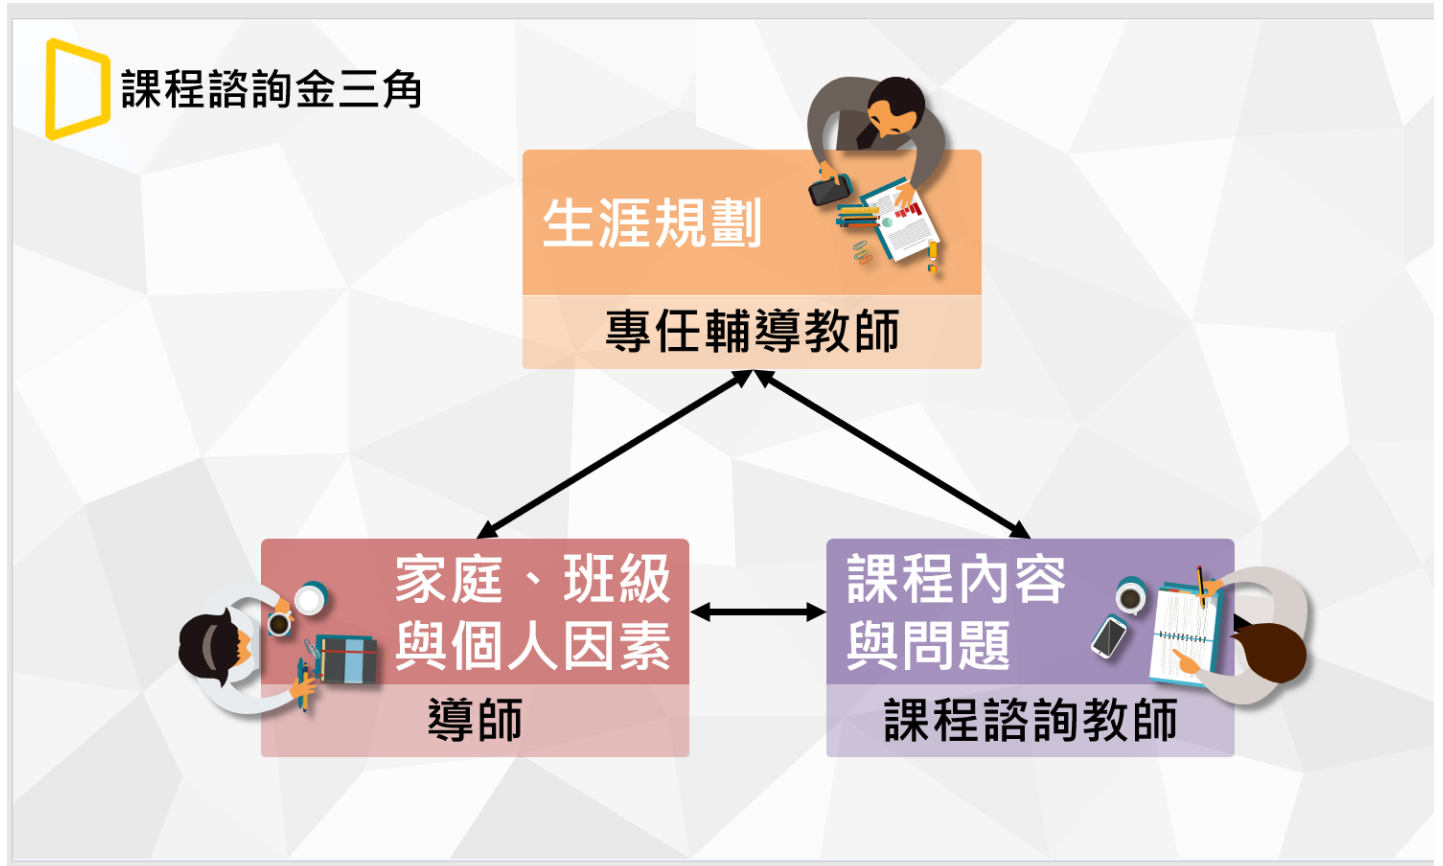 課程諮詢金三角
生涯規劃
專任輔導教師
家庭、班級
與個人因素
導師
課程內容
與問題
課程諮詢教師